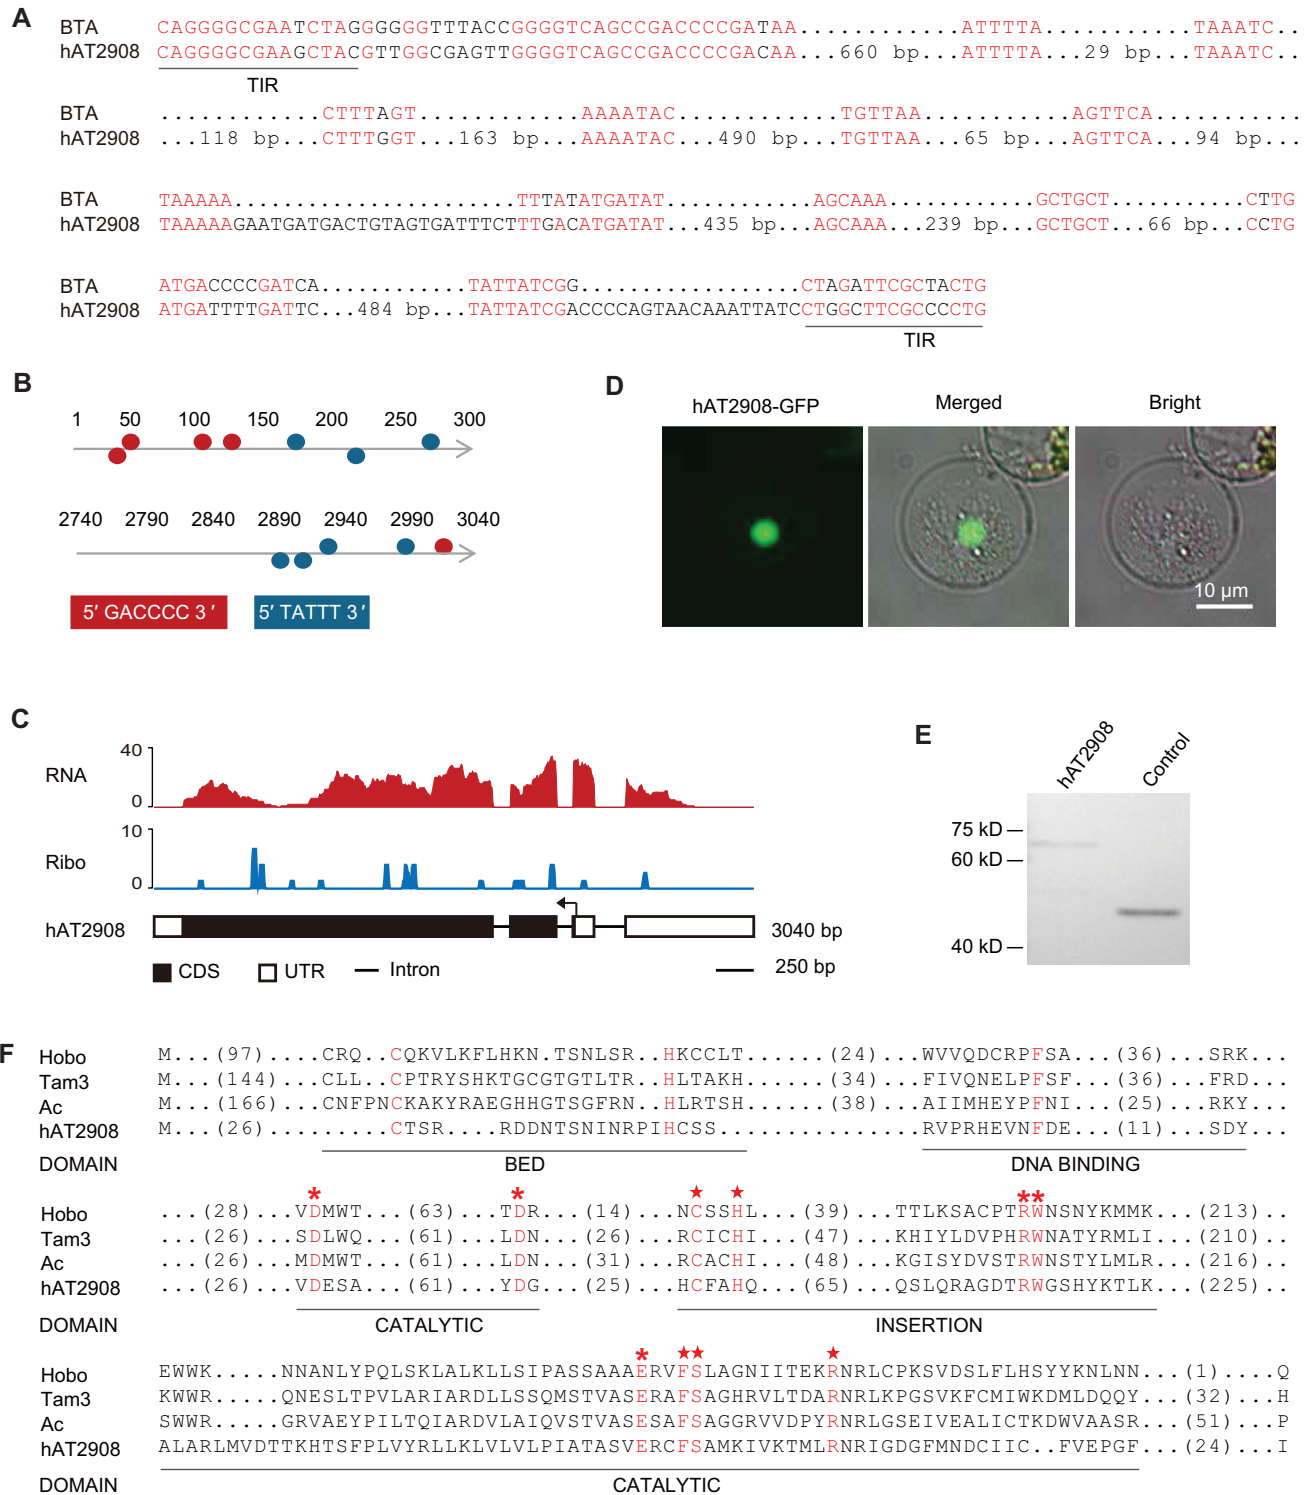 A
BTA CAGGGGCGAATCTAGGGGGGTTTACCGGGGTCAGCCGACCCCGATAA............ATTTTA............TAAATC..
hAT2908 CAGGGGCGAAGCTACGTTGGCGAGTTGGGGTCAGCCGACCCCGACAA...660 bp...ATTTTA...29 bp...TAAATC..
TIR
BTA ............CTTTAGT.............AAAATAC.............TGTTAA............AGTTCA...........
hAT2908 ...118 bp...CTTTGGT...163 bp...AAAATAC...490 bp...TGTTAA...65 bp...AGTTCA...94 bp...
BTA TAAAAA......................TTTATATGATAT............AGCAAA............GCTGCT...........CTTG
hAT2908 TAAAAAGAATGATGACTGTAGTGATTTCTTTGACATGATAT...435 bp...AGCAAA...239 bp...GCTGCT...66 bp...CCTG
BTA ATGACCCCGATCA............TATTATCGG..................CTAGATTCGCTACTG
hAT2908 ATGATTTTGATTC...484 bp...TATTATCGACCCCAGTAACAAATTATCCTGGCTTCGCCCCTG
TIR
B
1 50 100 150 200 250 300
2740 2790 2840 2890 2940 2990 3040
5′ GACCCC 3 ′ 5′ TATTT 3′
D
hAT2908-GFP Merged Bright
10 µm
C
RNA 40
0
Ribo 10
0
hAT2908 3040 bp
CDS UTR Intron 250 bp
E
hAT2908 Control
75 kD
60 kD
40 kD
F
Hobo M...(97)....CRQ..CQKVLKFLHKN.TSNLSR..HKCCLT......(24)...WVVQDCRPFSA...(36)...SRK...
Tam3 M...(144)....CLL..CPTRYSHKTGCGTGTLTR..HLTAKH......(34)...FIVQNELPFSF...(36)...FRD...
Ac M...(166)....CNFPNCKAKYRAEGHHGTSGFRN..HLRTSH......(38)...AIIMHEYPFNI...(25)...RKY...
hAT2908 M...(26).........CTSR....RDDNTSNINRPIHCSS...............RVPRHEVNFDE...(11)...SDY...
DOMAIN BED DNA BINDING
* * ★ ★ **
Hobo ...(28)...VDMWT...(63)...TDR...(14)...NCSSHL...(39)...TTLKSACPTRWNSNYKMMK...(213)..
Tam3 ...(26)...SDLWQ...(61)...LDN...(26)...RCICHI...(47)...KHIYLDVPHRWNATYRMLI...(210)..
Ac ...(26)...MDMWT...(61)...LDN...(31)...RCACHI...(48)...KGISYDVSTRWNSTYLMLR...(216)..
hAT2908 ...(26)...VDESA...(61)...YDG...(25)...HCFAHQ...(65)...QSLQRAGDTRWGSHYKTLK...(225)..
DOMAIN CATALYTIC INSERTION
* ★★ ★
Hobo EWWK.....NNANLYPQLSKLALKLLSIPASSAAAERVFSLAGNIITEKRNRLCPKSVDSLFLHSYYKNLNN...(1)...Q
Tam3 KWWR.....QNESLTPVLARIARDLLSSQMSTVASERAFSAGHRVLTDARNRLKPGSVKFCMIWKDMLDQQY...(32)...H
Ac SWWR.....GRVAEYPILTQIARDVLAIQVSTVASESAFSAGGRVVDPYRNRLGSEIVEALICTKDWVAASR...(51)...P
hAT2908 ALARLMVDTTKHTSFPLVYRLLKLVLVLPIATASVERCFSAMKIVKTMLRNRIGDGFMNDCIIC..FVEPGF...(24)...I
DOMAIN CATALYTIC